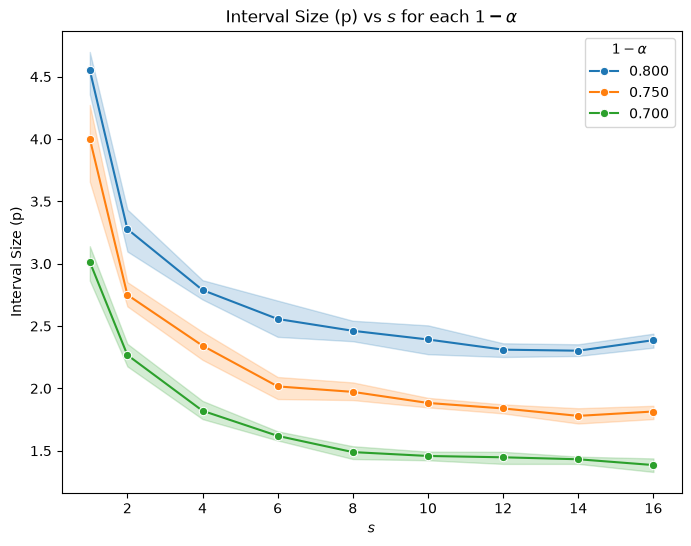 Interval Size (p) vs s for each 1 − α
1 − α
0.800
0.750
0.700
Interval Size (p)
4.5
4.0
3.5
3.0
2.5
2.0
1.5
2 4 6 8 10 12 14 16
s